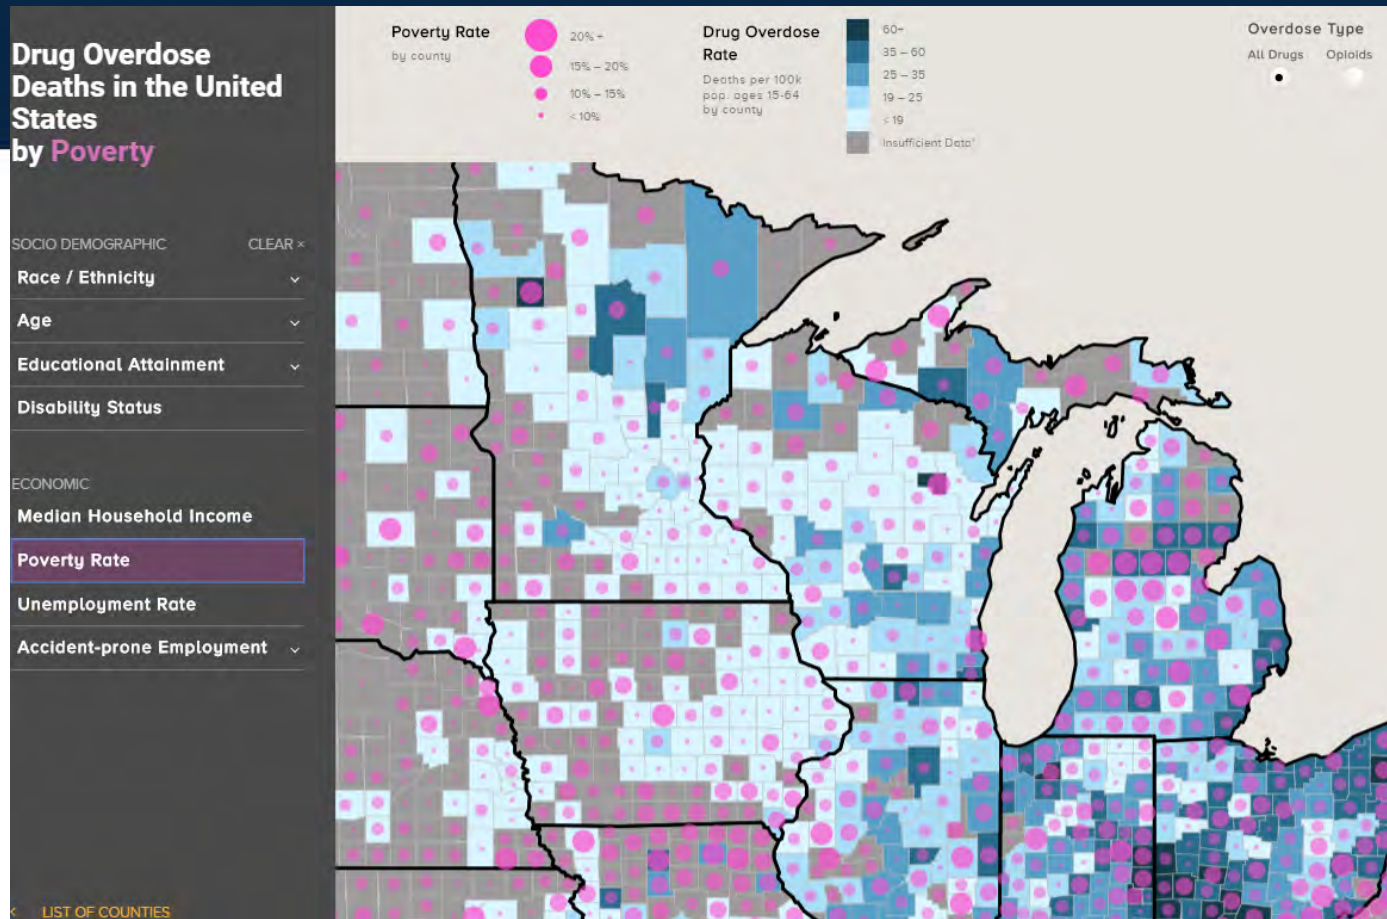 Drug Overdose
Deaths in the United
States
by Poverty
SOCIO DEMOGRAPHIC
CLEAR ×
Race / Ethnicity
Age
Educational Attainment
Disability Status
ECONOMIC
Median Household Income
Poverty Rate
Unemployment Rate
Accident-prone Employment
LIST OF COUNTIES
Poverty Rate
by county
20% +
15% – 20%
10% – 15%
<10%
Drug Overdose
Rate
Deaths per 100k
pop. ages 15-64
by county
60+
35 – 60
25 – 35
19 – 25
< 19
Insufficient Data*
Overdose Type
All Drugs
Opioids